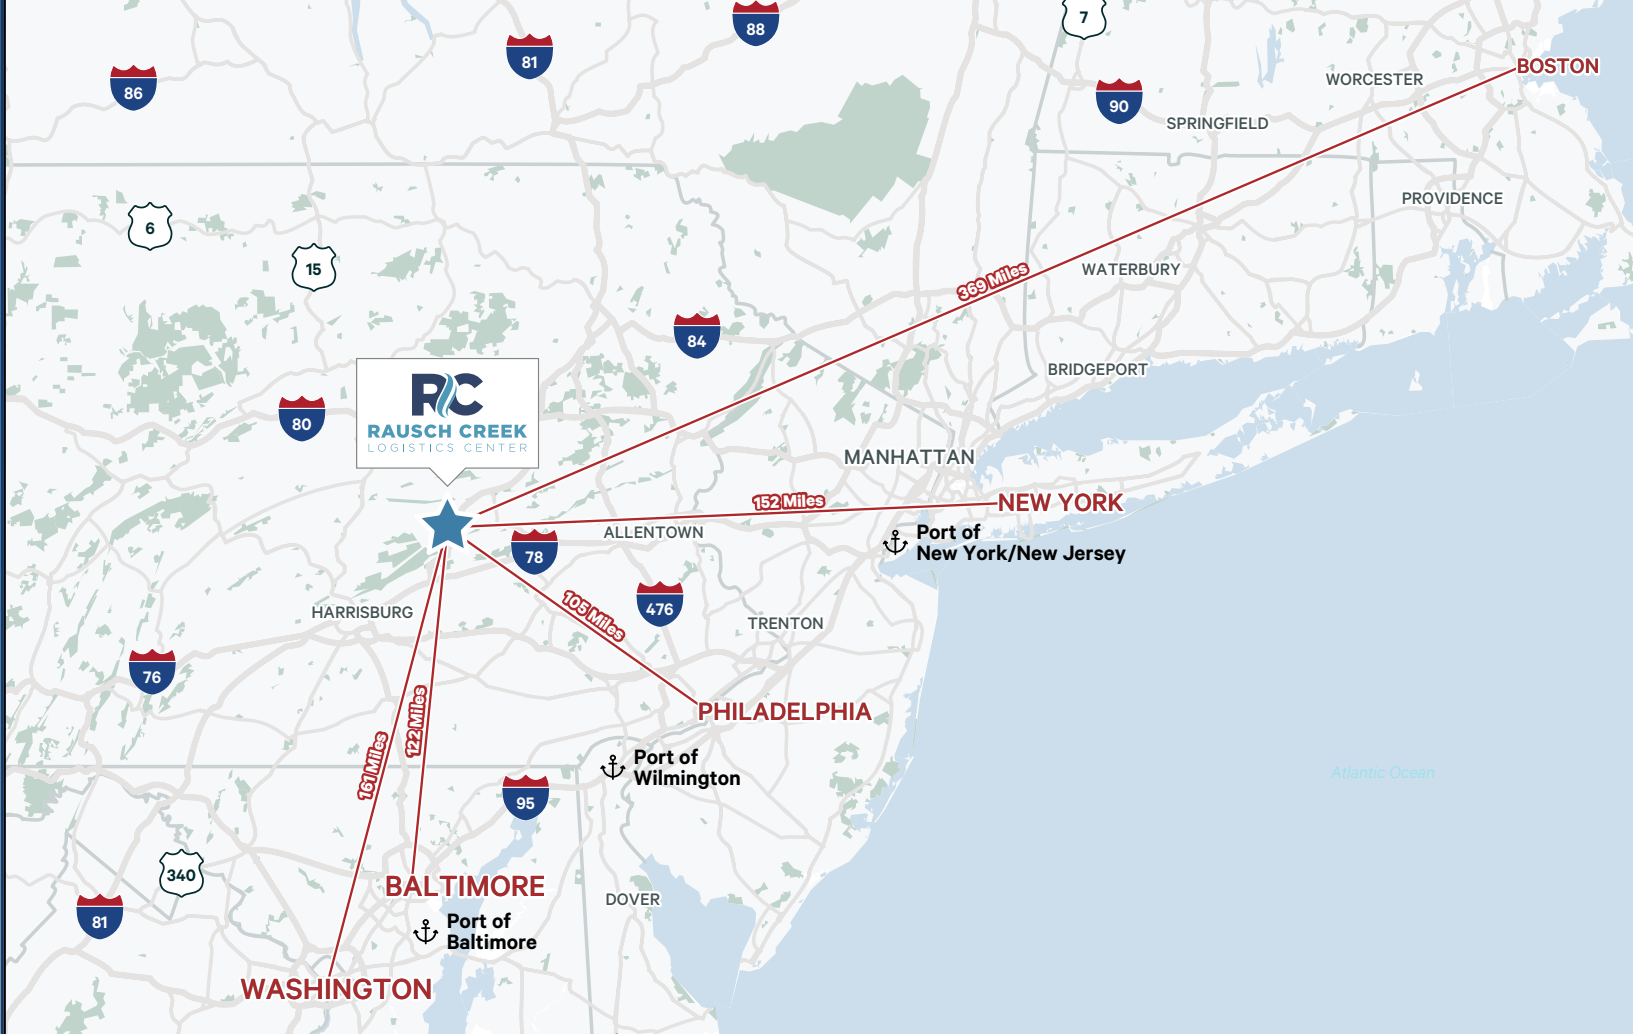 88
7
81
BOSTON
86
WORCESTER
90
SPRINGFIELD
PROVIDENCE
6
15
WATERBURY
369 Miles
84
BRIDGEPORT
80
RC
RAUSCH CREEK
LOGISTICS CENTER
MANHATTAN
152 Miles
NEW YORK
ALLENTOWN
Port of
New York/New Jersey
78
105 Miles
476
HARRISBURG
TRENTON
76
PHILADELPHIA
122 Miles
161 Miles
Port of
Wilmington
Atlantic Ocean
95
340
BALTIMORE
DOVER
81
Port of
Baltimore
WASHINGTON